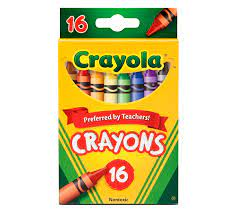 16
Crayola
Preferred by Teachers!
CRAYONS
16
Nontoxic